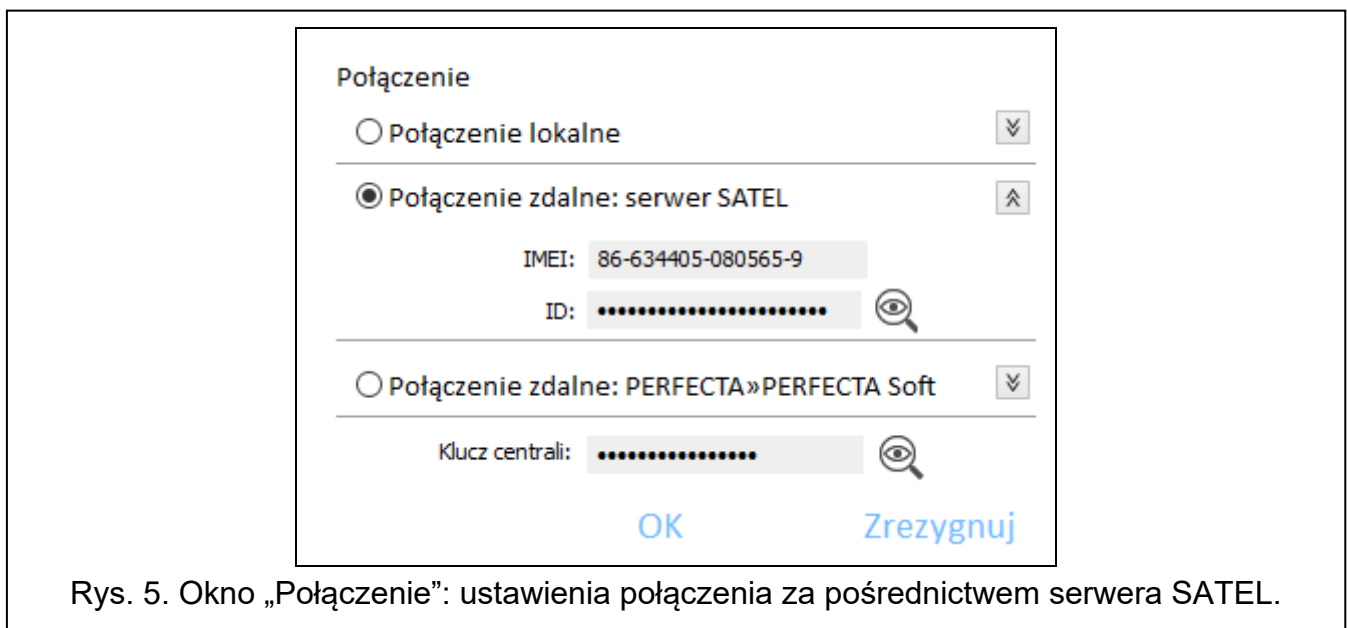 Połączenie
Połączenie lokalne
Połączenie zdalne: serwer SATEL
IMEI: 86-634405-080565-9
ID: •••••••••••••••••••••••
Połączenie zdalne: PERFECTA»PERFECTA Soft
Klucz centrali: ••••••••••••••••
OK Zrezygnuj
Rys. 5. Okno „Połączenie”: ustawienia połączenia za pośrednictwem serwera SATEL.